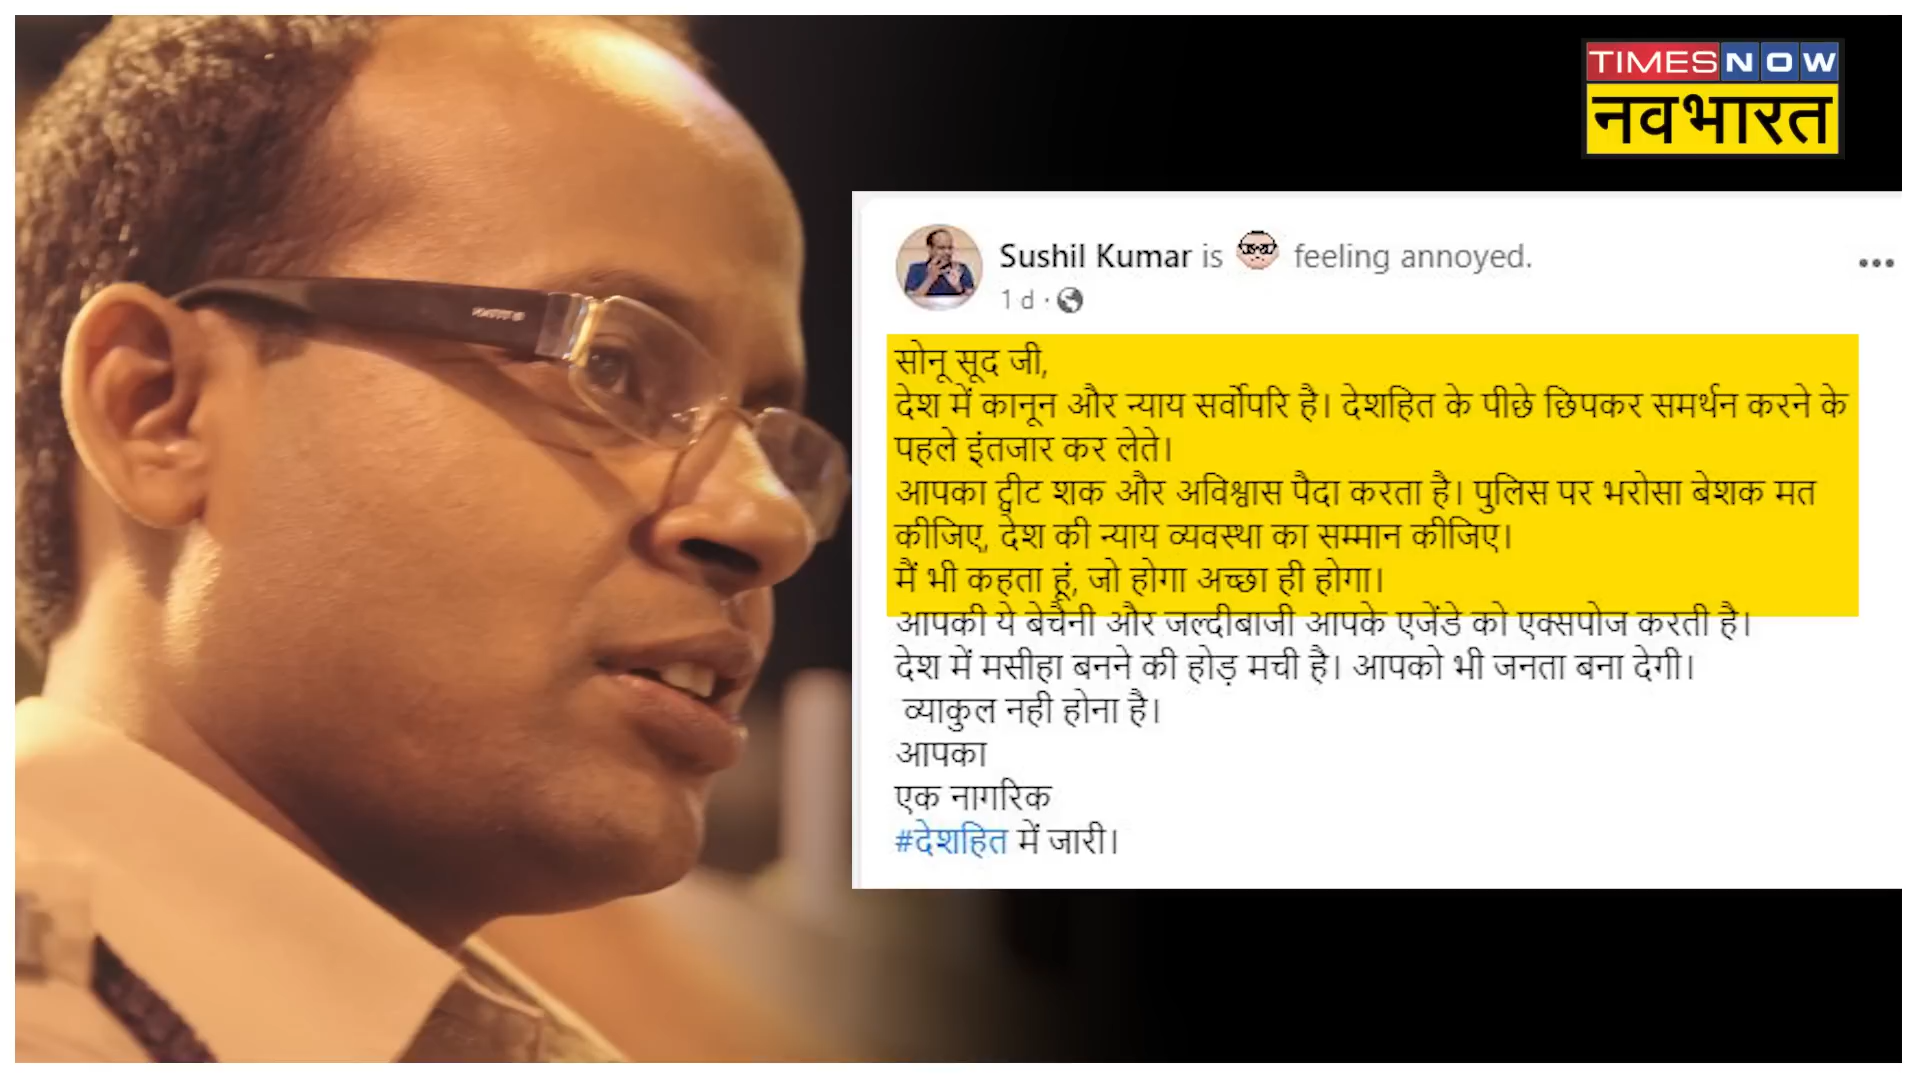 TIMES NOW
नवभारत
Sushil Kumar is feeling annoyed.
1 d
सोनू सूद जी,
देश में कानून और न्याय सर्वोपरि है। देशहित के पीछे छिपकर समर्थन करने के
पहले इंतजार कर लेते।
आपका ट्वीट शक और अविश्वास पैदा करता है। पुलिस पर भरोसा बेशक मत
कीजिए, देश की न्याय व्यवस्था का सम्मान कीजिए।
मैं भी कहता हूं, जो होगा अच्छा ही होगा।
आपकी ये बेचैनी और जल्दीबाजी आपके एजेंडे को एक्सपोज करती है।
देश में मसीहा बनने की होड़ मची है। आपको भी जनता बना देगी।
व्याकुल नही होना है।
आपका
एक नागरिक
#देशहित में जारी।